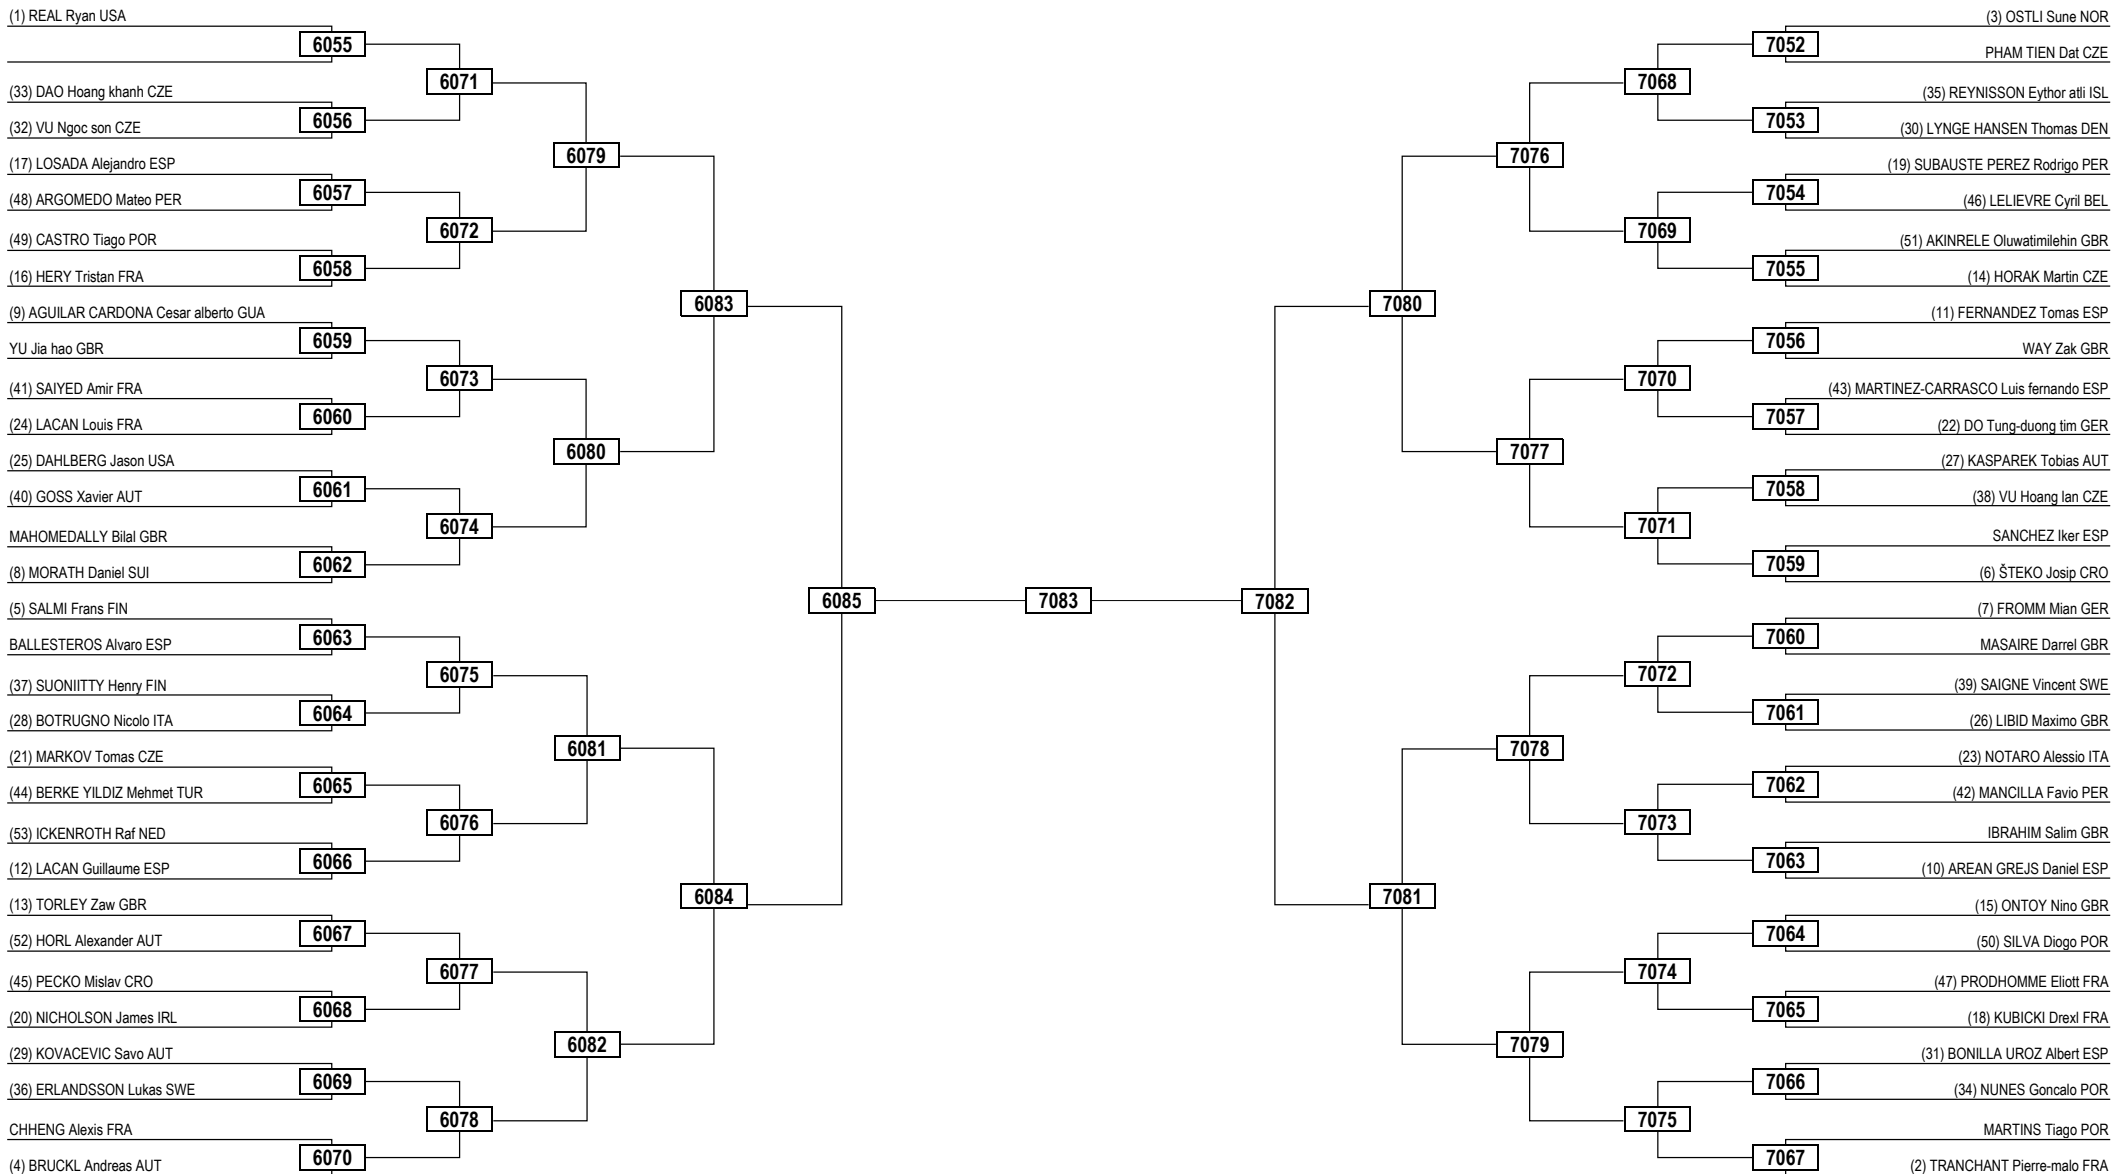 (1) REAL Ryan USA
6055
(33) DAO Hoang khanh CZE
6056
(32) VU Ngoc son CZE
6071
(17) LOSADA Alejandro ESP
6057
(48) ARGOMEDO Mateo PER
6072
(49) CASTRO Tiago POR
6058
(16) HERY Tristan FRA
6079
(9) AGUILAR CARDONA Cesar alberto GUA
6059
YU Jia hao GBR
6073
(41) SAIYED Amir FRA
6060
(24) LACAN Louis FRA
6080
(25) DAHLBERG Jason USA
6061
(40) GOSS Xavier AUT
6074
MAHOMEDALLY Bilal GBR
6062
(8) MORATH Daniel SUI
6083
(5) SALMI Frans FIN
6063
BALLESTEROS Alvaro ESP
6075
(37) SUONIITTY Henry FIN
6064
(28) BOTRUGNO Nicolo ITA
6081
(21) MARKOV Tomas CZE
6065
(44) BERKE YILDIZ Mehmet TUR
6076
(53) ICKENROTH Raf NED
6066
(12) LACAN Guillaume ESP
6084
(13) TORLEY Zaw GBR
6067
(52) HORL Alexander AUT
6077
(45) PECKO Mislav CRO
6068
(20) NICHOLSON James IRL
6082
(29) KOVACEVIC Savo AUT
6069
(36) ERLANDSSON Lukas SWE
6078
CHHENG Alexis FRA
6070
(4) BRUCKL Andreas AUT
6085
7083
7082
(3) OSTLI Sune NOR
7052
PHAM TIEN Dat CZE
7068
(35) REYNISSON Eythor atli ISL
7053
(30) LYNGE HANSEN Thomas DEN
7076
(19) SUBAUSTE PEREZ Rodrigo PER
7054
(46) LELIEVRE Cyril BEL
7069
(51) AKINRELE Oluwatimilehin GBR
7055
(14) HORAK Martin CZE
7080
(11) FERNANDEZ Tomas ESP
7056
WAY Zak GBR
7070
(43) MARTINEZ-CARRASCO Luis fernando ESP
7057
(22) DO Tung-duong tim GER
7077
(27) KASPAREK Tobias AUT
7058
(38) VU Hoang lan CZE
7071
SANCHEZ Iker ESP
7059
(6) ŠTEKO Josip CRO
(7) FROMM Mian GER
7060
MASAIRE Darrel GBR
7072
(39) SAIGNE Vincent SWE
7061
(26) LIBID Maximo GBR
7078
(23) NOTARO Alessio ITA
7062
(42) MANCILLA Favio PER
7073
IBRAHIM Salim GBR
7063
(10) AREAN GREJS Daniel ESP
7081
(15) ONTOY Nino GBR
7064
(50) SILVA Diogo POR
7074
(47) PRODHOMME Eliott FRA
7065
(18) KUBICKI Drexl FRA
7079
(31) BONILLA UROZ Albert ESP
7066
(34) NUNES Goncalo POR
7075
MARTINS Tiago POR
7067
(2) TRANCHANT Pierre-malo FRA